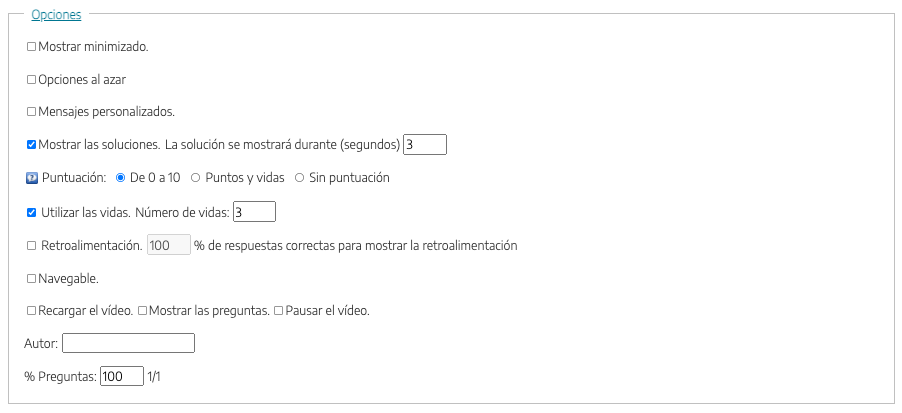 Opciones
Mostrar minimizado.
Opciones al azar
Mensajes personalizados.
Mostrar las soluciones. La solución se mostrará durante (segundos) 3
Puntuación: De 0 a 10 Puntos y vidas Sin puntuación
Utilizar las vidas. Número de vidas: 3
Retroalimentación. 100 % de respuestas correctas para mostrar la retroalimentación
Navegable.
Recargar el vídeo. Mostrar las preguntas. Pausar el vídeo.
Autor:
% Preguntas: 100 1/1